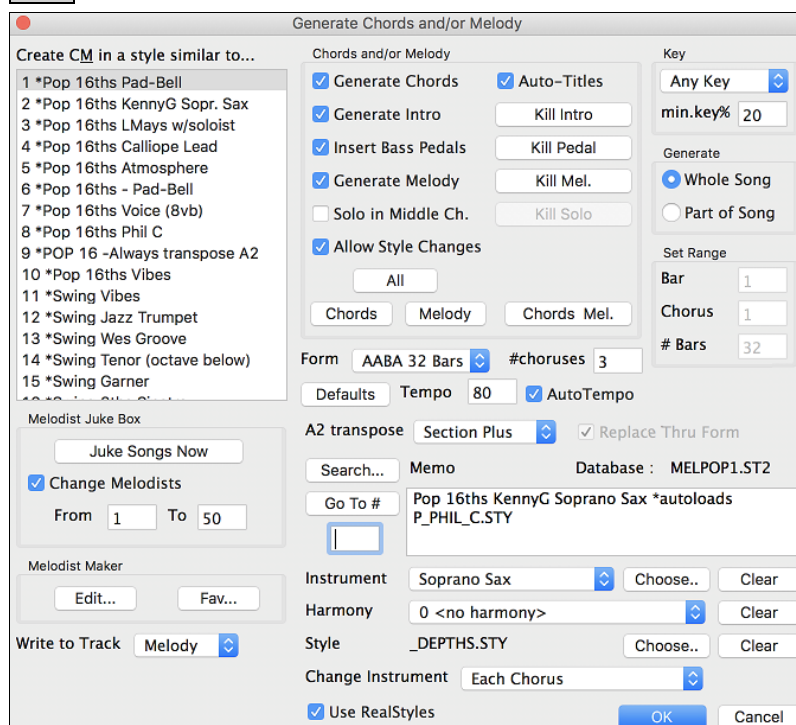 Generate Chords and/or Melody
Create CM in a style similar to...
1 *Pop 16ths Pad-Bell
2 *Pop 16ths KennyG Sopr. Sax
3 *Pop 16ths LMays w/soloist
4 *Pop 16ths Calliope Lead
5 *Pop 16ths Atmosphere
6 *Pop 16ths - Pad-Bell
7 *Pop 16ths Voice (8vb)
8 *Pop 16ths Phil C
9 *POP 16 -Always transpose A2
10 *Pop 16ths Vibes
11 *Swing Vibes
12 *Swing Jazz Trumpet
13 *Swing Wes Groove
14 *Swing Tenor (octave below)
15 *Swing Garner
Melodist Juke Box
Juke Songs Now
Change Melodists
From 1 To 50
Melodist Maker
Edit... Fav...
Write to Track Melody
Chords and/or Melody
Generate Chords Auto-Titles
Generate Intro Kill Intro
Insert Bass Pedals Kill Pedal
Generate Melody Kill Mel.
Solo in Middle Ch. Kill Solo
Allow Style Changes
All
Chords Melody Chords Mel.
Key
Any Key
min.key% 20
Generate
Whole Song
Part of Song
Set Range
Bar 1
Chorus 1
# Bars 32
Form AABA 32 Bars #choruses 3
Defaults Tempo 80 AutoTempo
A2 transpose Section Plus Replace Thru Form
Search... Memo Database : MELPOP1.ST2
Go To # Pop 16ths KennyG Soprano Sax *autoloads
P_PHIL_C.STY
Instrument Soprano Sax Choose.. Clear
Harmony 0 <no harmony> Clear
Style _DEPTHS.STY Choose.. Clear
Change Instrument Each Chorus
Use RealStyles OK Cancel